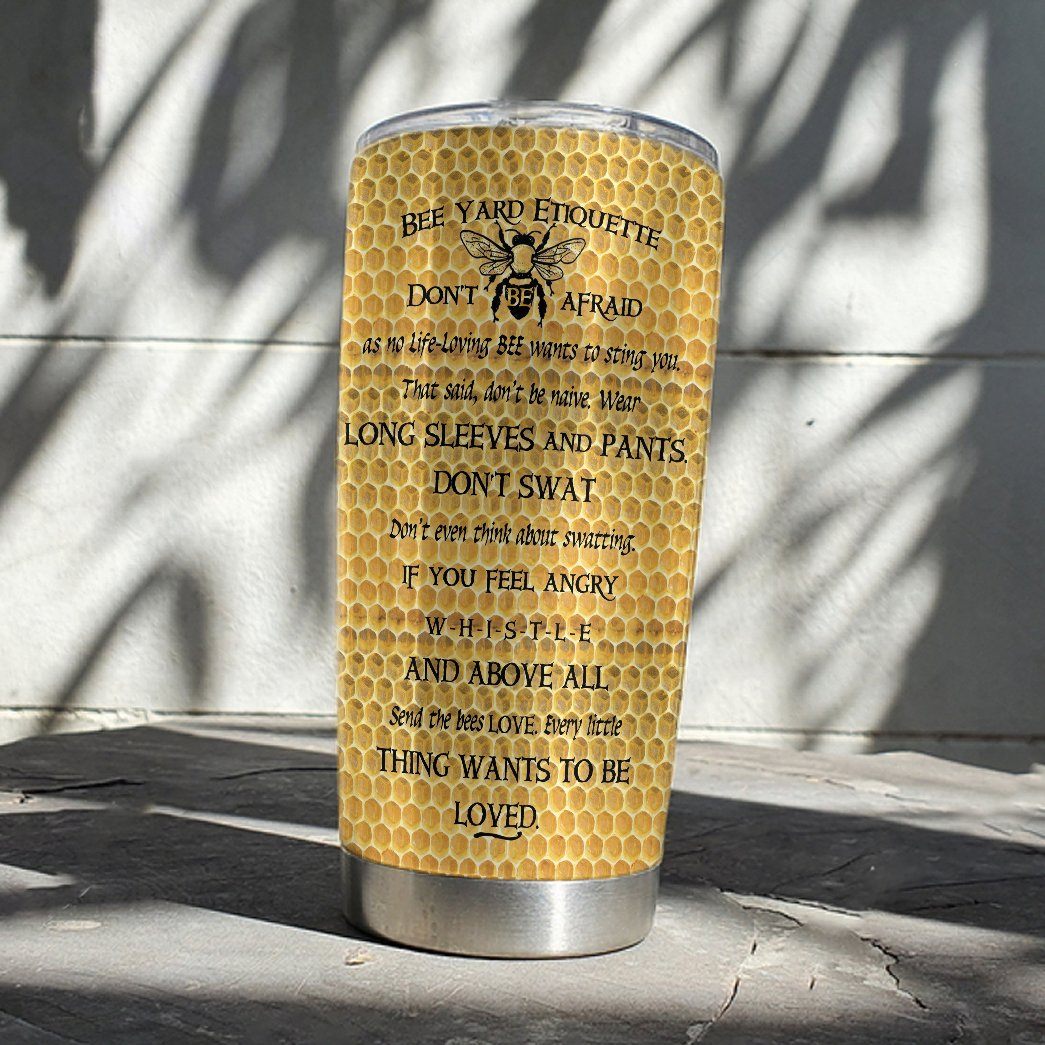 BEE YARD ETIQUETTE
DON'T BE AFRAID
as no Life-Loving BEE wants to sting you.
That said, don't be naive. Wear
LONG SLEEVES AND PANTS.
DON'T SWAT
Don't even think about swatting.
IF YOU FEEL ANGRY
W-H-I-S-T-L-E
AND ABOVE ALL
Send the bees LOVE. Every little
THING WANTS TO BE
LOVED.